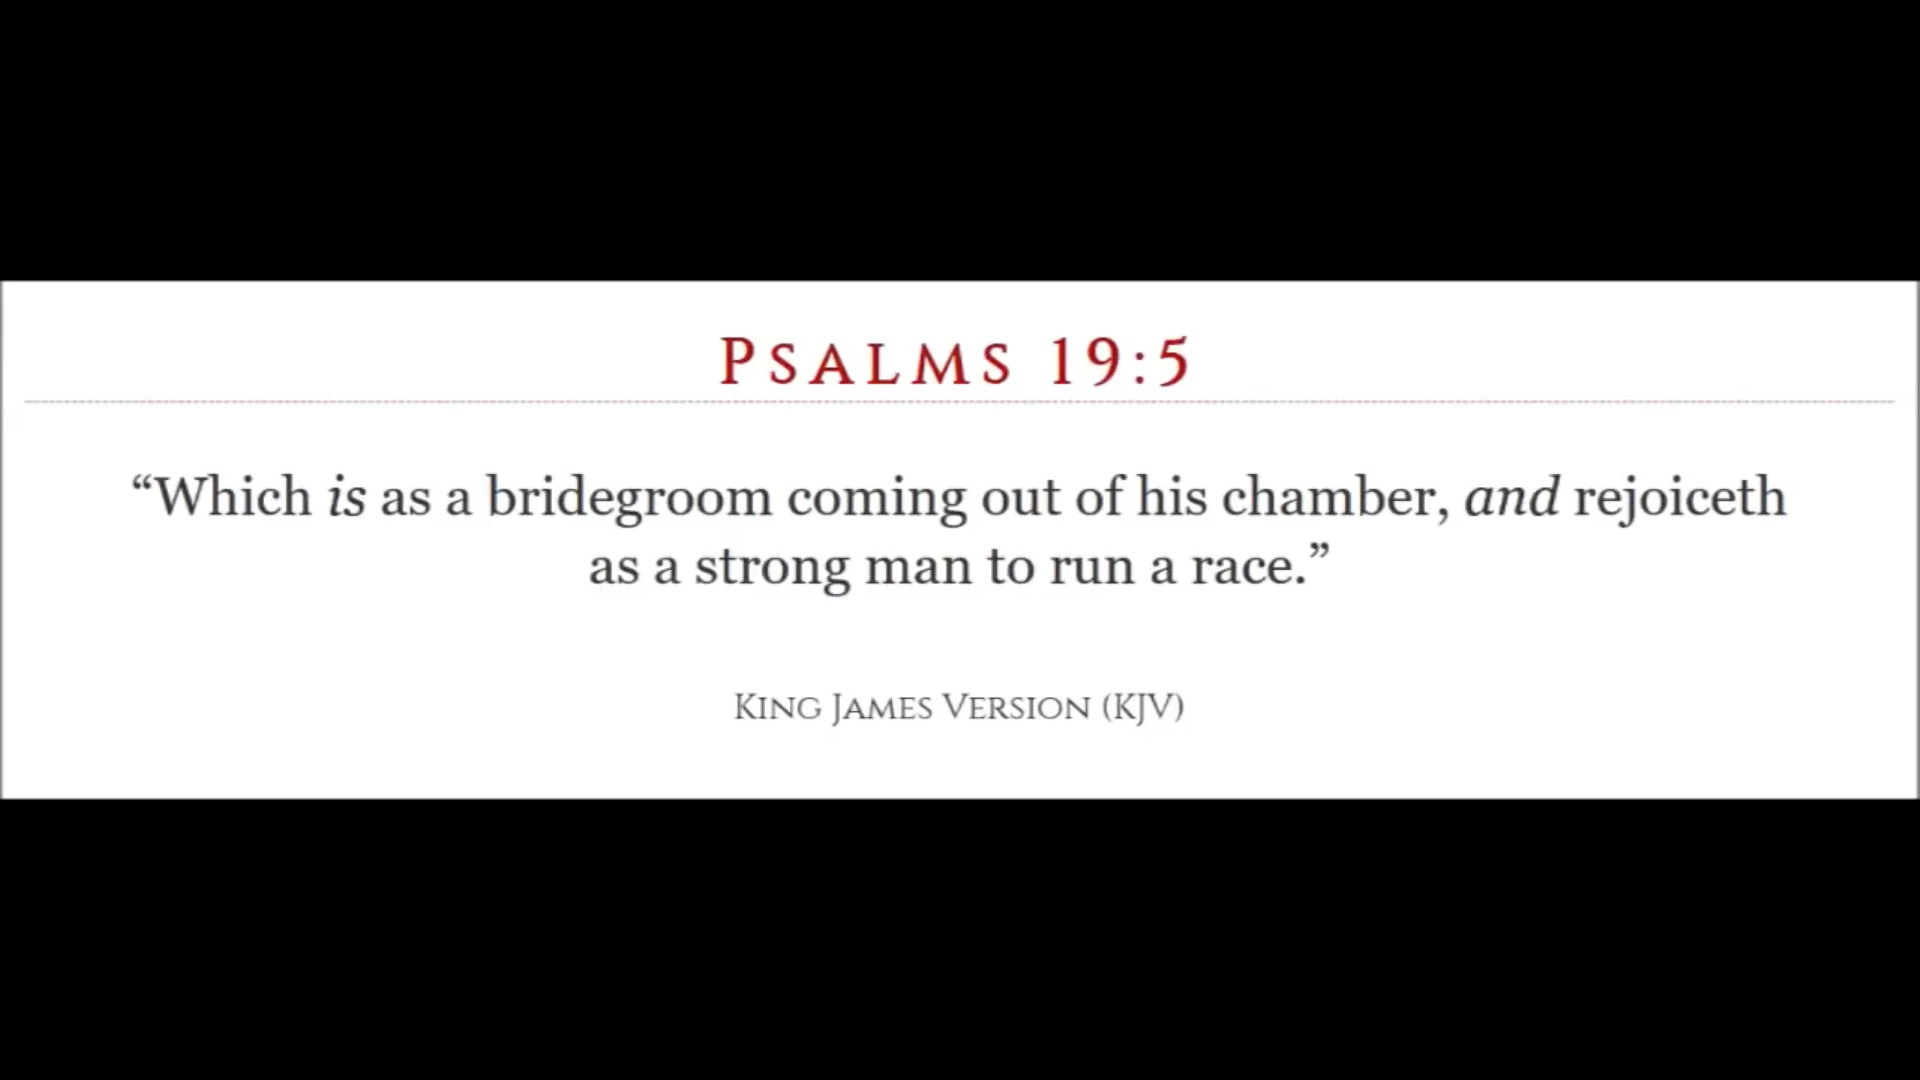 PSALMS 19:5
“Which is as a bridegroom coming out of his chamber, and rejoiceth
as a strong man to run a race.”
KING JAMES VERSION (KJV)